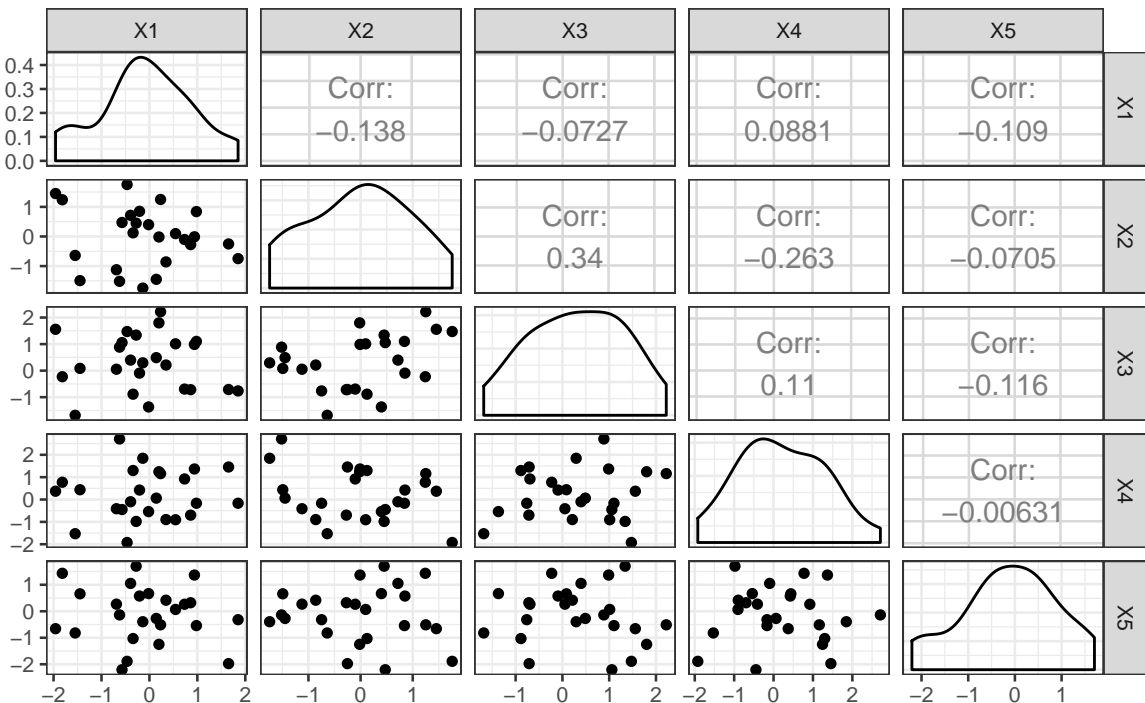 X1 X2 X3 X4 X5
0.4
0.3
0.2
0.1
0.0
Corr:
−0.138
Corr:
−0.0727
Corr:
0.0881
Corr:
−0.109
X1
1
0
−1
Corr:
0.34
Corr:
−0.263
Corr:
−0.0705
X2
2
1
0
−1
Corr:
0.11
Corr:
−0.116
X3
2
1
0
−1
−2
Corr:
−0.00631
X4
1
0
−1
−2
X5
−2 −1 0 1 2 −1 0 1 −1 0 1 2 −2 −1 0 1 2 −2 −1 0 1